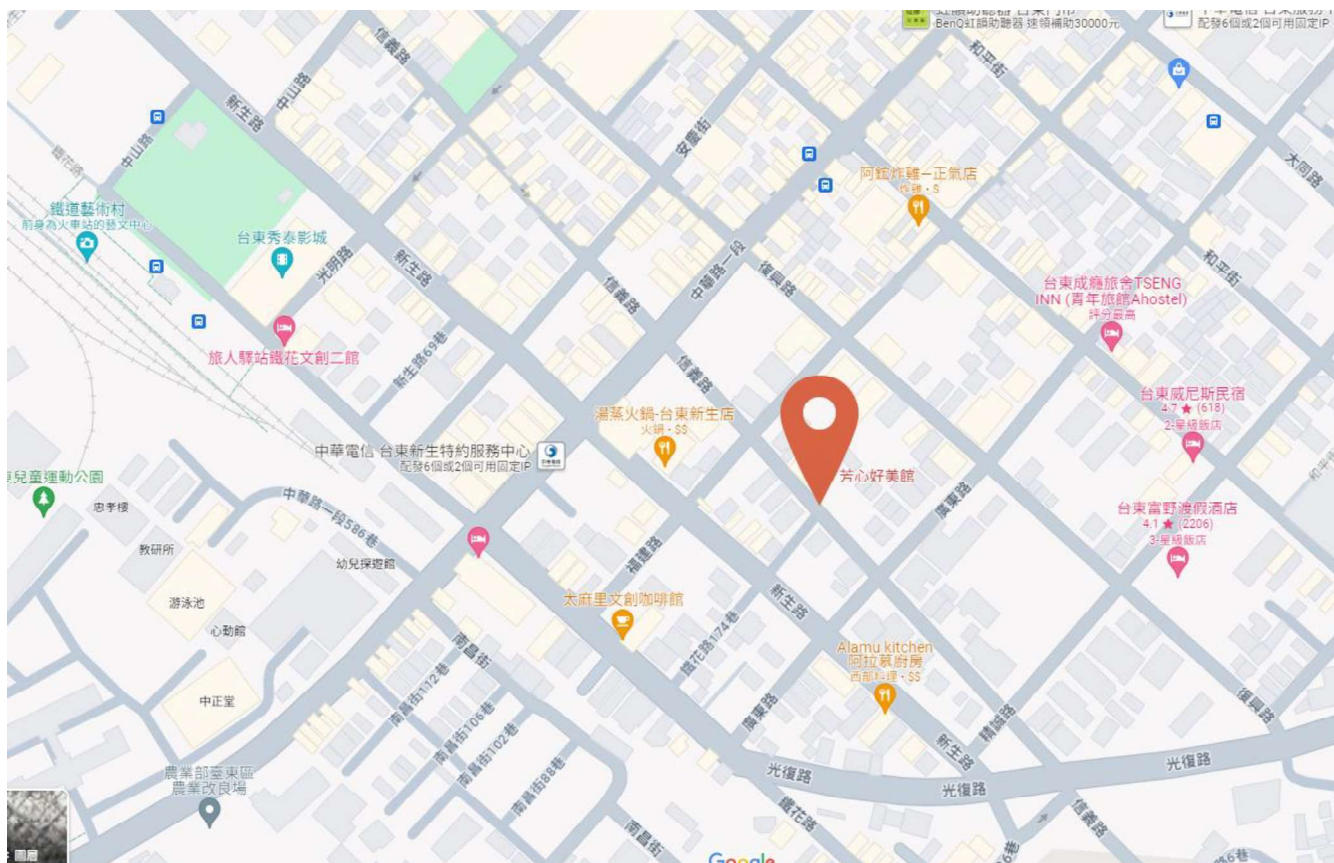 BenQ虹韻助聽器 速領補助30000元
配發6個或2個可用固定IP
信義路
中山路
和平街
新生路
安慶街
大同路
中山路
鐵花路
阿鋐炸雞–正氣店
炸雞・$
鐵道藝術村
前身為火車站的藝文中心
台東秀泰影城
光明路
新生路
中華路一段
復興路
和平街
信義路
台東成癮旅舍TSENG
INN (青年旅館Ahostel)
評分最高
旅人驛站鐵花文創二館
新生路69巷
信義路
台東威尼斯民宿
4.7 ★ (618)
2-星級飯店
湯蒸火鍋-台東新生店
火鍋・$$
中華電信 台東新生特約服務中心
配發6個或2個可用固定IP
芳心好美館
和平街
兒童運動公園
忠孝樓
中華路一段586巷
廣東路
台東富野渡假酒店
4.1 ★ (2206)
3-星級飯店
教研所
幼兒探遊館
福建路
游泳池
太麻里文創咖啡館
新生路
心動館
鐵花路174巷
南昌街
Alamu kitchen
阿拉慕廚房
西部料理・$$
中正堂
南昌街112巷
南昌街106巷
南昌街102巷
廣東路
精誠路
復興路
南昌街88巷
新生路
光復路
光復路
農業部臺東區
農業改良場
光復路
鐵花路
信義路
南昌街
圖層
Google